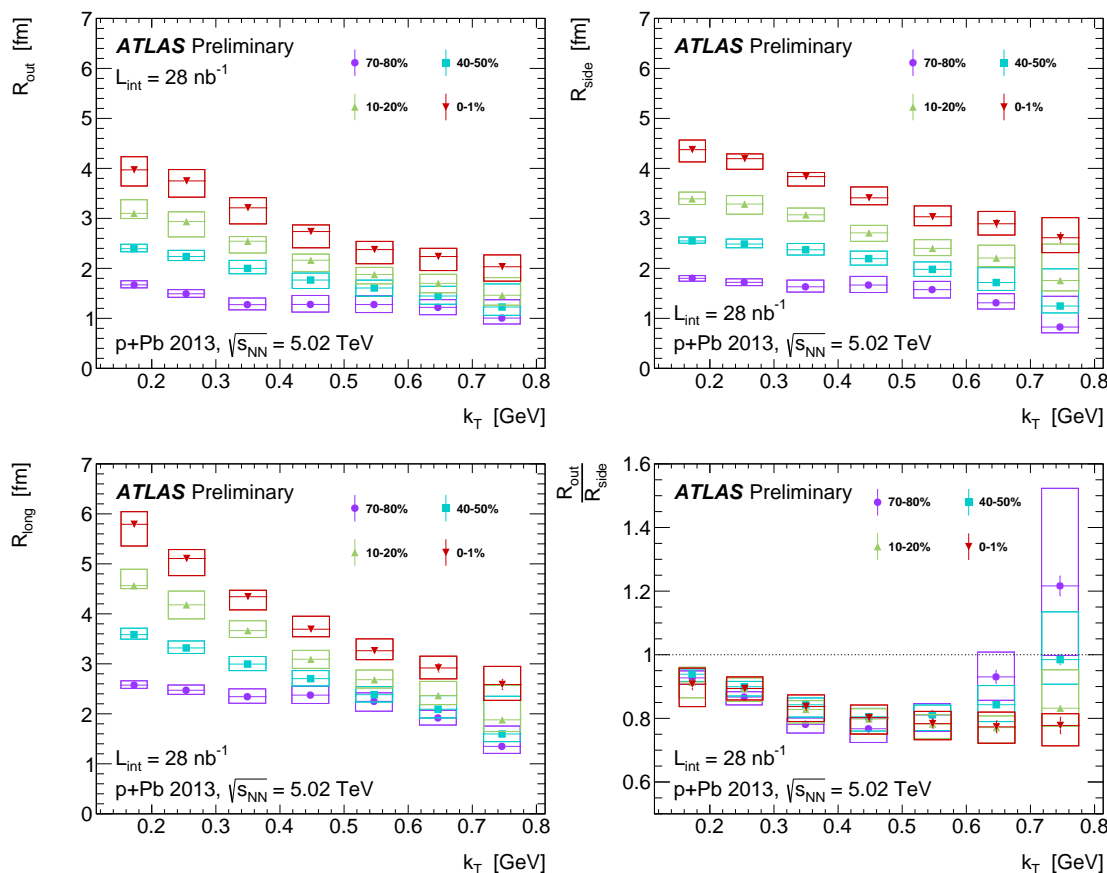 R_out [fm]
7
6
5
4
3
2
1
0
ATLAS Preliminary
L_int = 28 nb^-1
70-80% 40-50%
10-20% 0-1%
p+Pb 2013, √s_NN = 5.02 TeV
0.2 0.3 0.4 0.5 0.6 0.7 0.8
k_T [GeV]
R_side [fm]
7
6
5
4
3
2
1
0
ATLAS Preliminary
70-80% 40-50%
10-20% 0-1%
L_int = 28 nb^-1
p+Pb 2013, √s_NN = 5.02 TeV
0.2 0.3 0.4 0.5 0.6 0.7 0.8
k_T [GeV]
R_long [fm]
7
6
5
4
3
2
1
0
ATLAS Preliminary
70-80% 40-50%
10-20% 0-1%
L_int = 28 nb^-1
p+Pb 2013, √s_NN = 5.02 TeV
0.2 0.3 0.4 0.5 0.6 0.7 0.8
k_T [GeV]
R_out
R_side
1.6
1.4
1.2
1
0.8
0.6
ATLAS Preliminary
70-80% 40-50%
10-20% 0-1%
L_int = 28 nb^-1
p+Pb 2013, √s_NN = 5.02 TeV
0.2 0.3 0.4 0.5 0.6 0.7 0.8
k_T [GeV]